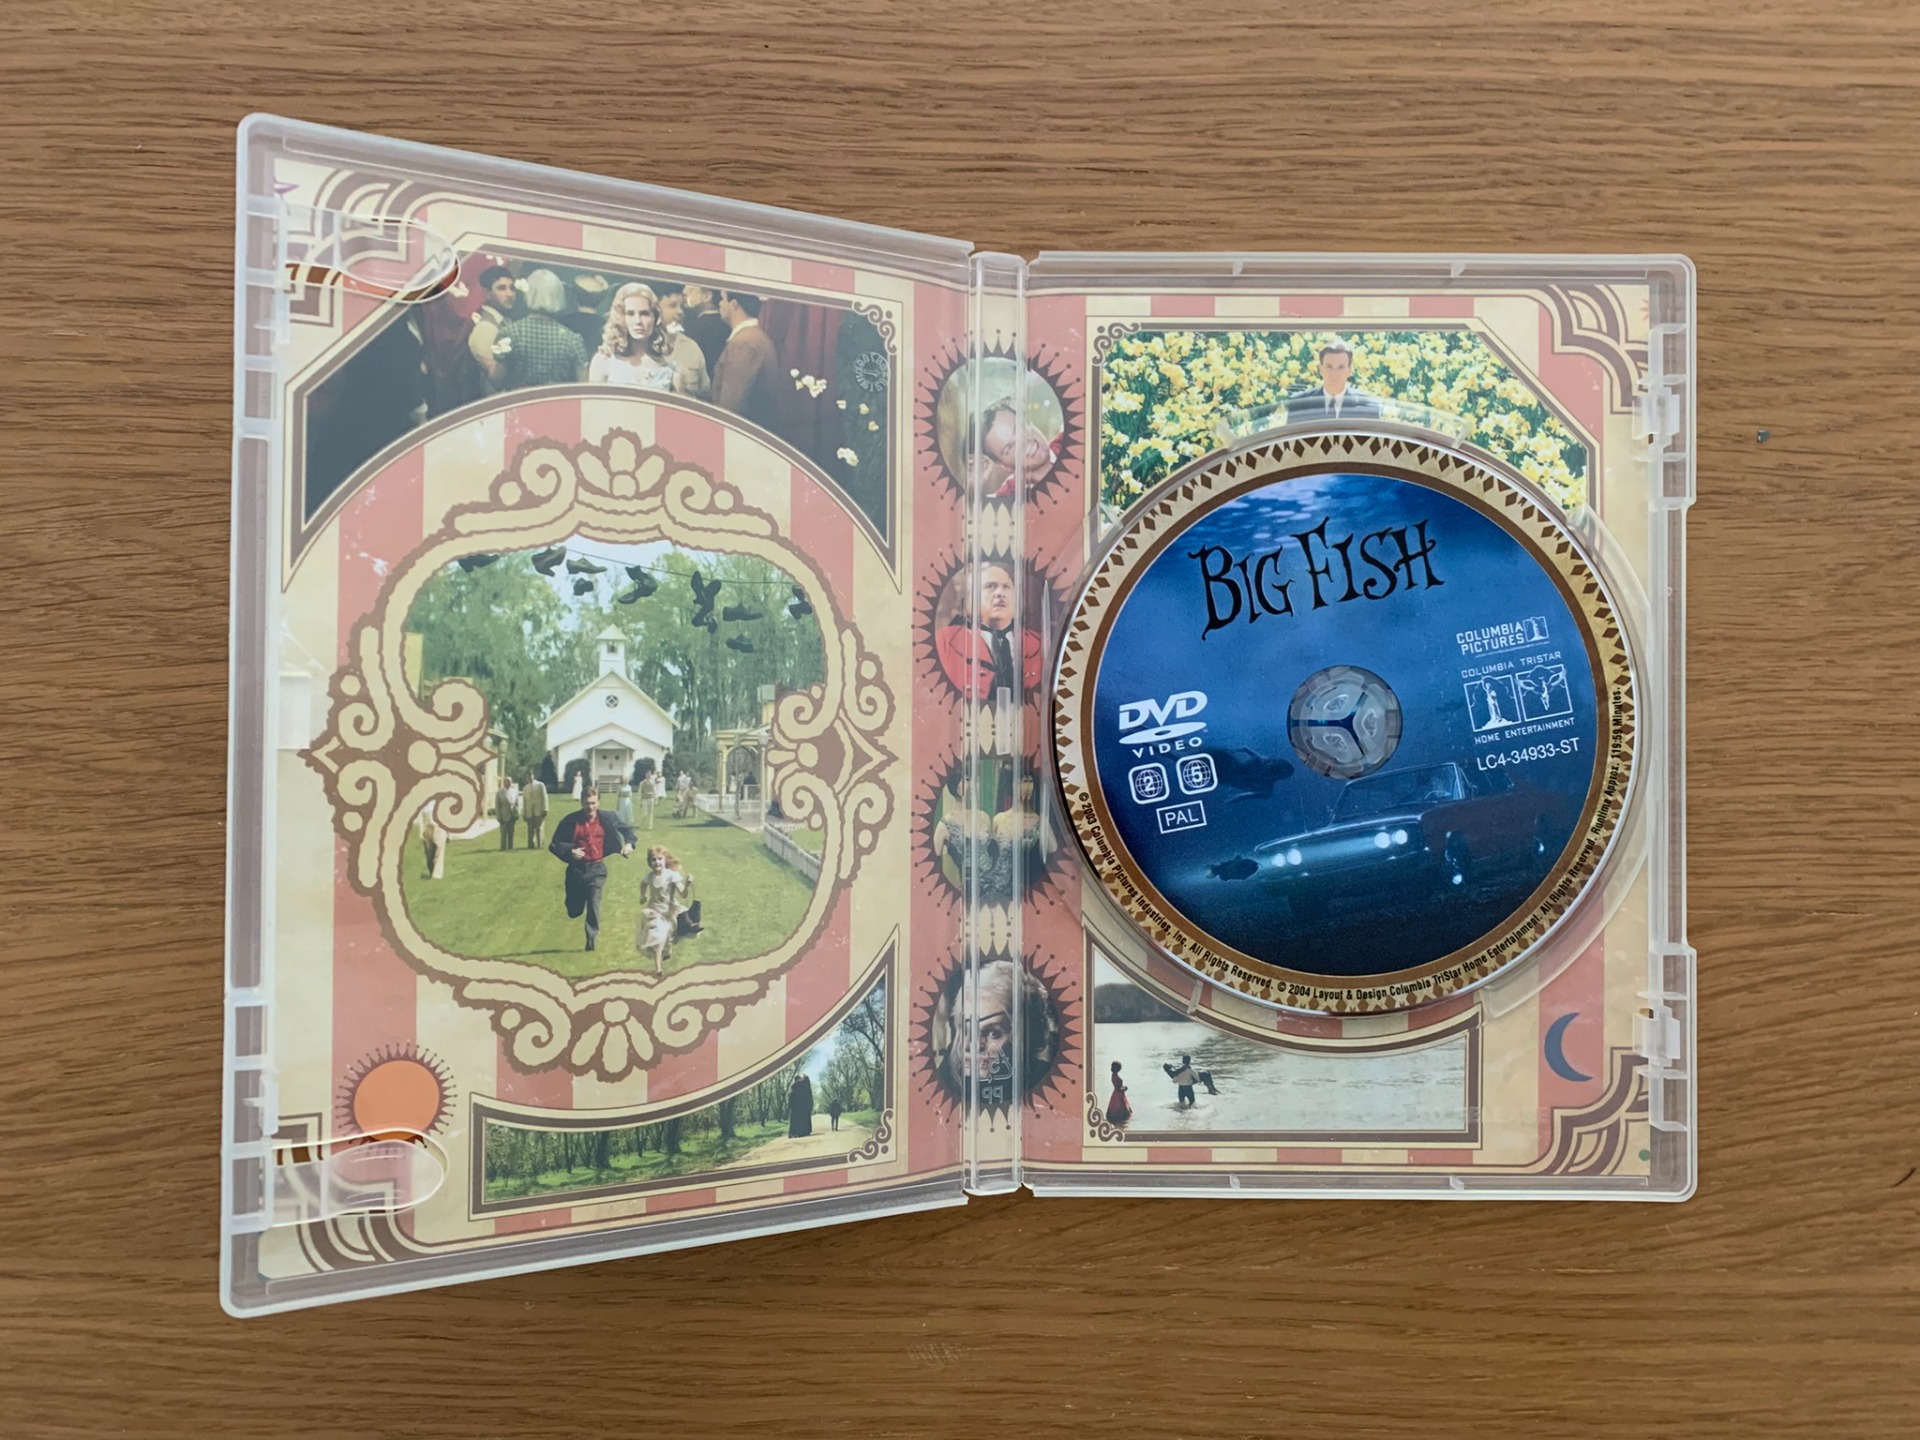 BIG FISH
COLUMBIA
PICTURES
COLUMBIA TRISTAR
HOME ENTERTAINMENT
LC4-34933-ST
DVD
VIDEO
2 5
PAL
© 2003 Columbia Pictures Industries, Inc. All Rights Reserved. © 2004 Layout & Design Columbia TriStar Home Entertainment. All Rights Reserved. Runtime Approx. 119:59 Minutes.